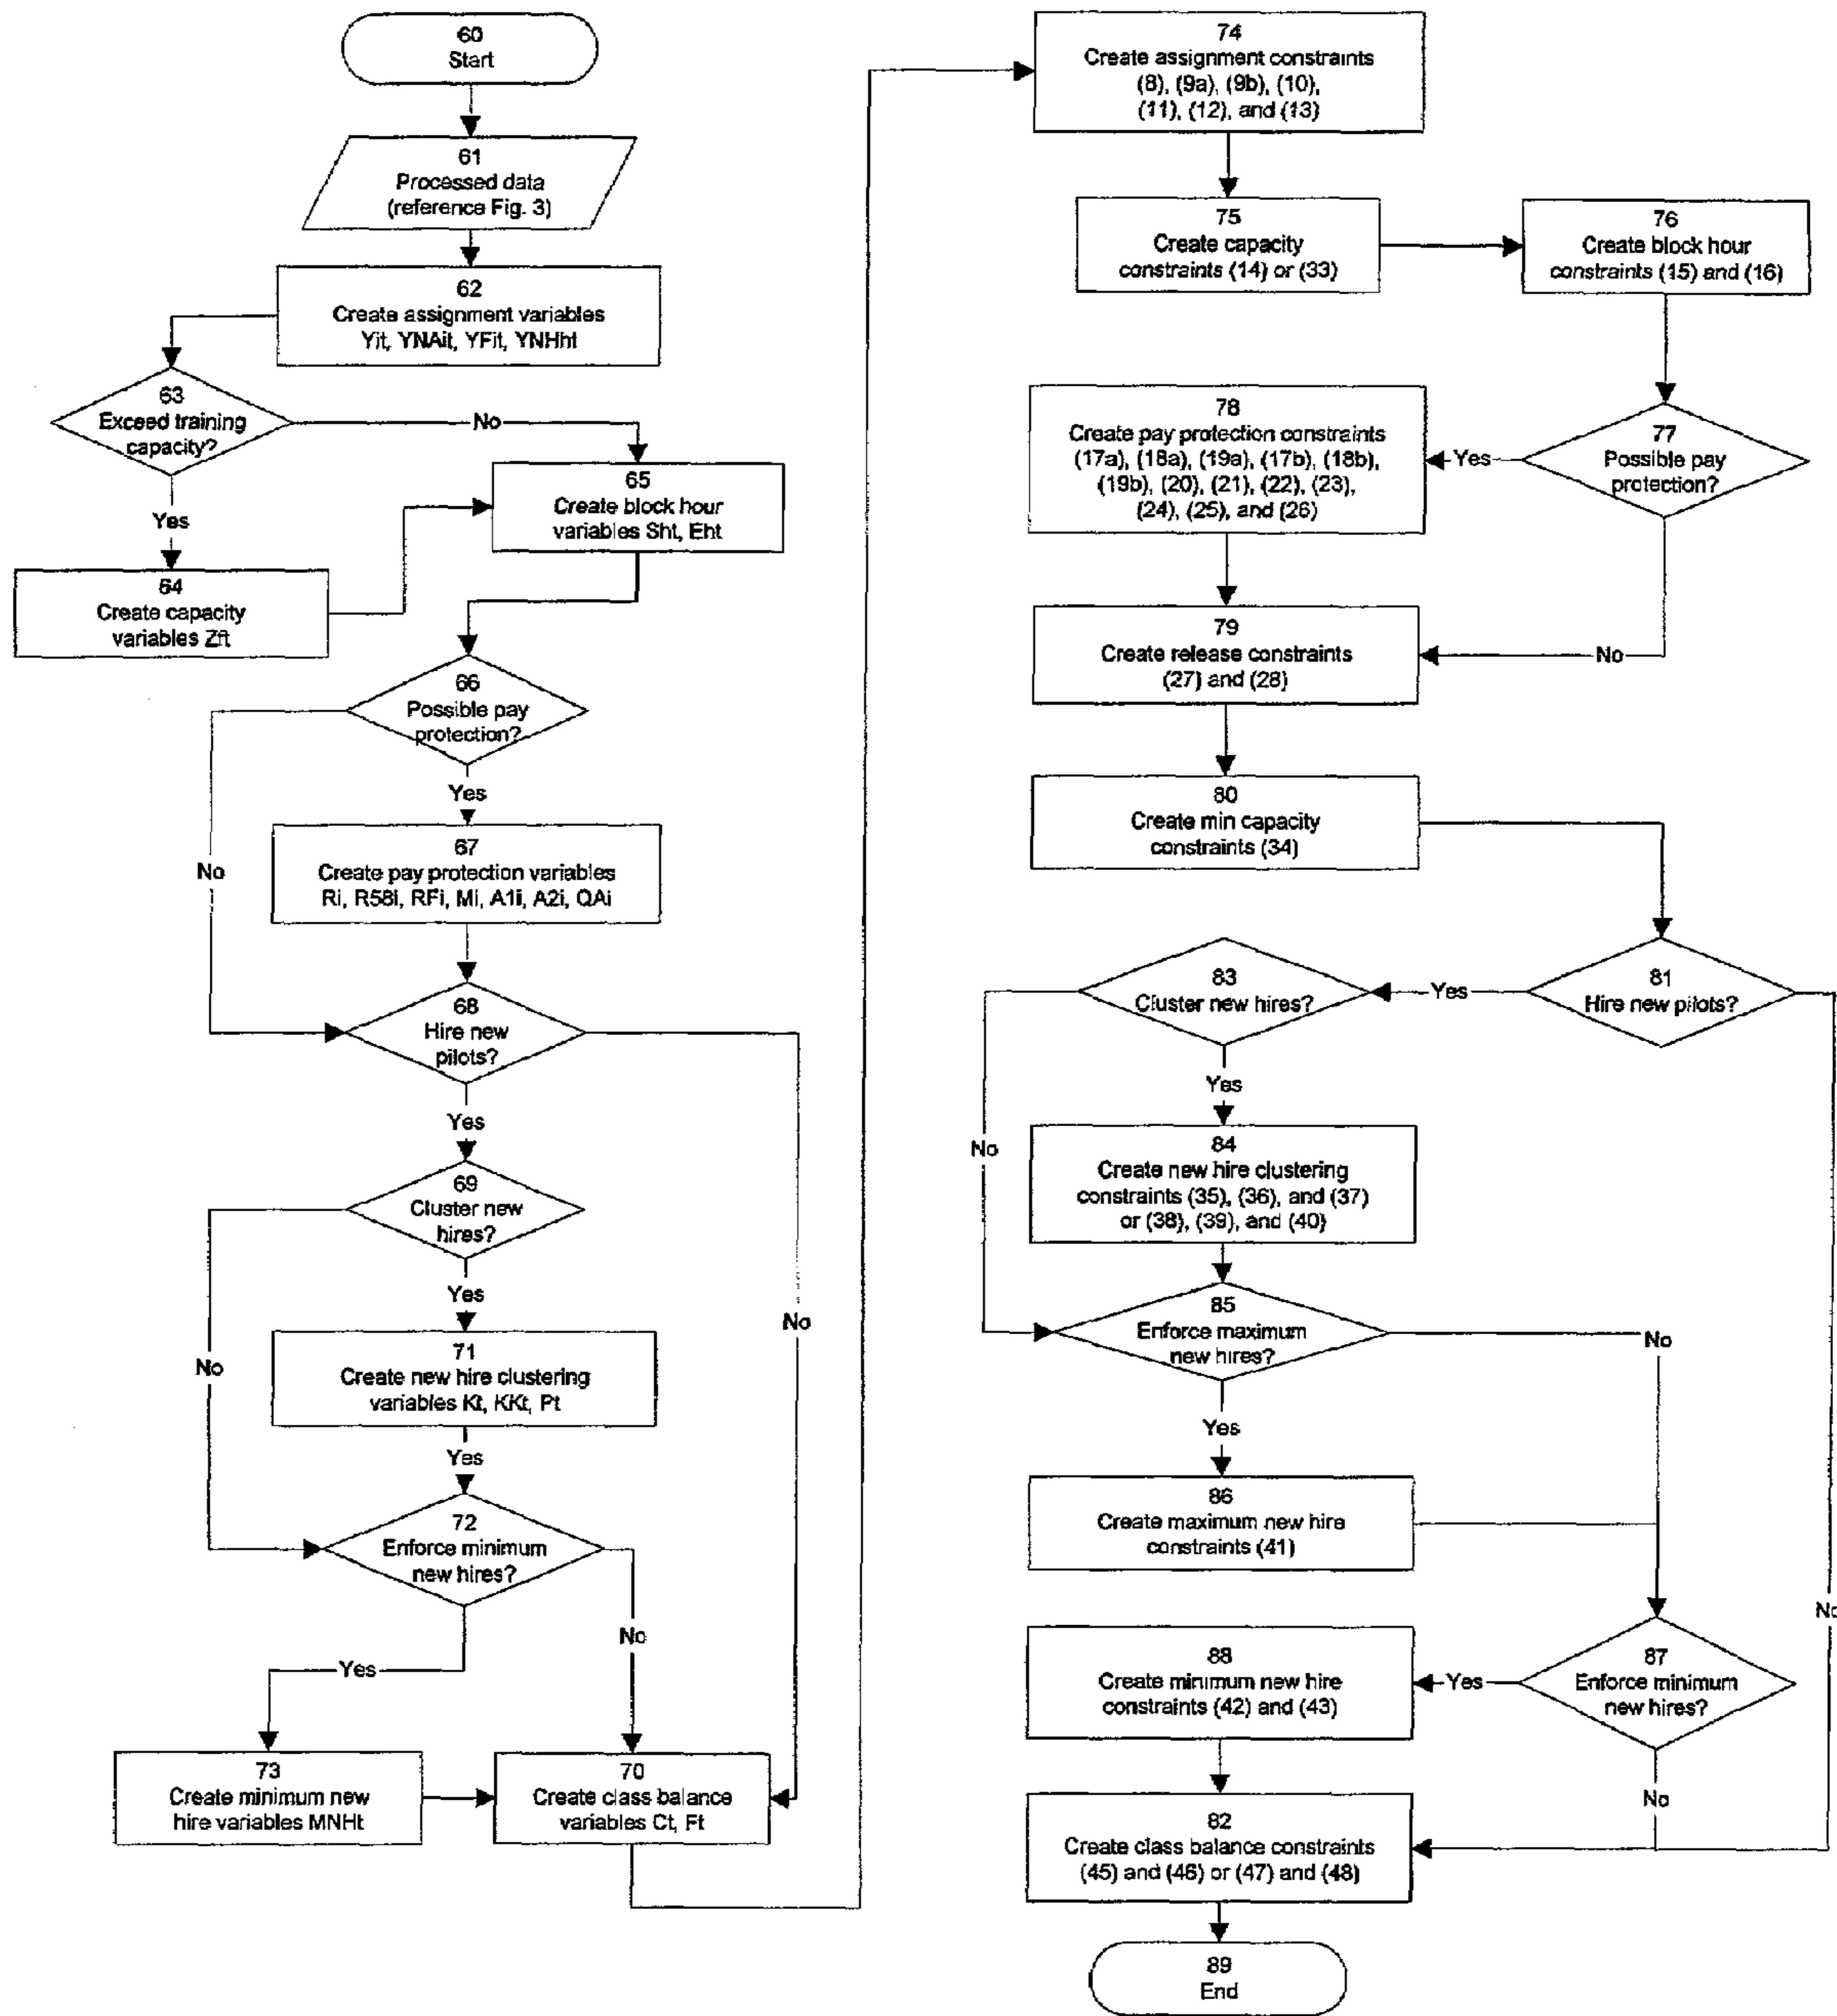 60
Start
61
Processed data
(reference Fig. 3)
62
Create assignment variables
Yit, YNAit, YFit, YNHht
63
Exceed training
capacity?
No
Yes
65
Create block hour
variables Sht, Eht
64
Create capacity
variables Zft
66
Possible pay
protection?
Yes
No
67
Create pay protection variables
Ri, R58i, RFi, Mi, A1i, A2i, QAi
68
Hire new
pilots?
Yes
No
69
Cluster new
hires?
Yes
No
71
Create new hire clustering
variables Kt, KKt, Pt
Yes
72
Enforce minimum
new hires?
No
Yes
73
Create minimum new
hire variables MNHt
70
Create class balance
variables Ct, Ft
74
Create assignment constraints
(8), (9a), (9b), (10),
(11), (12), and (13)
75
Create capacity
constraints (14) or (33)
76
Create block hour
constraints (15) and (16)
77
Possible pay
protection?
Yes
No
78
Create pay protection constraints
(17a), (18a), (19a), (17b), (18b),
(19b), (20), (21), (22), (23),
(24), (25), and (26)
79
Create release constraints
(27) and (28)
80
Create min capacity
constraints (34)
81
Hire new pilots?
Yes
No
83
Cluster new hires?
Yes
No
84
Create new hire clustering
constraints (35), (36), and (37)
or (38), (39), and (40)
85
Enforce maximum
new hires?
No
Yes
86
Create maximum new hire
constraints (41)
87
Enforce minimum
new hires?
Yes
No
88
Create minimum new hire
constraints (42) and (43)
82
Create class balance constraints
(45) and (46) or (47) and (48)
89
End